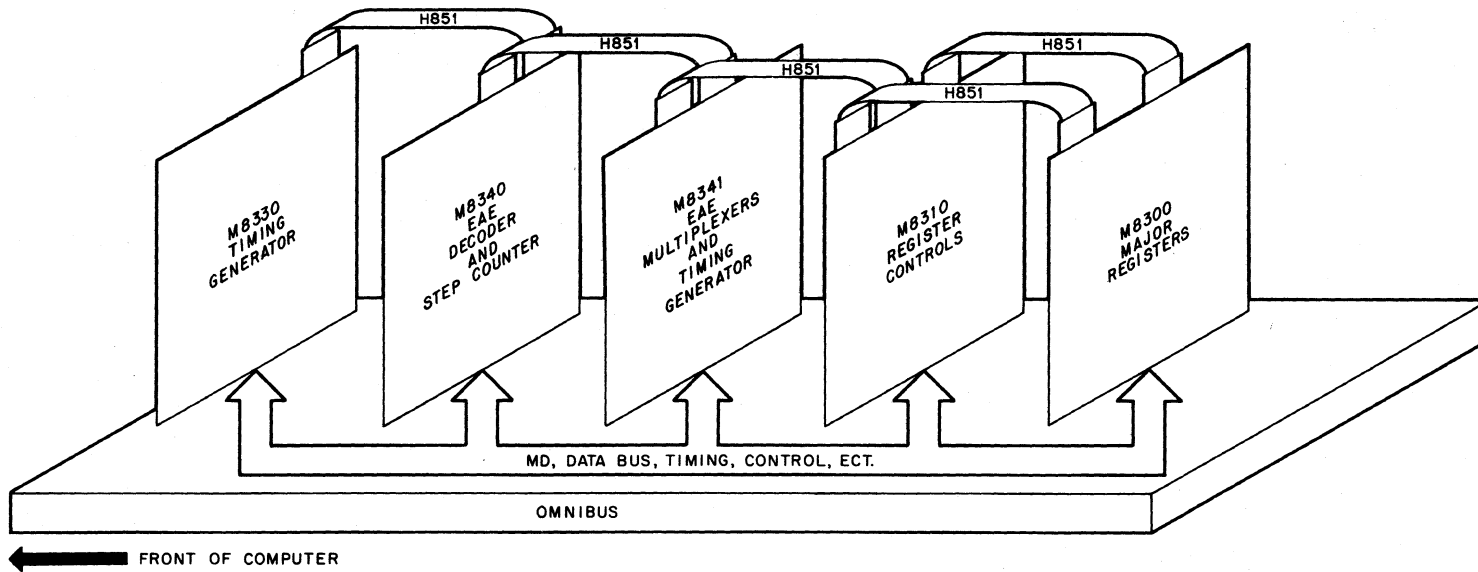 H851
H851
H851
H851
H851
M8330
TIMING
GENERATOR
M8340
EAE
DECODER
AND
STEP COUNTER
M8341
EAE
MULTIPLEXERS
AND
TIMING
GENERATOR
M8310
REGISTER
CONTROLS
M8300
MAJOR
REGISTERS
MD, DATA BUS, TIMING, CONTROL, ECT.
OMNIBUS
FRONT OF COMPUTER